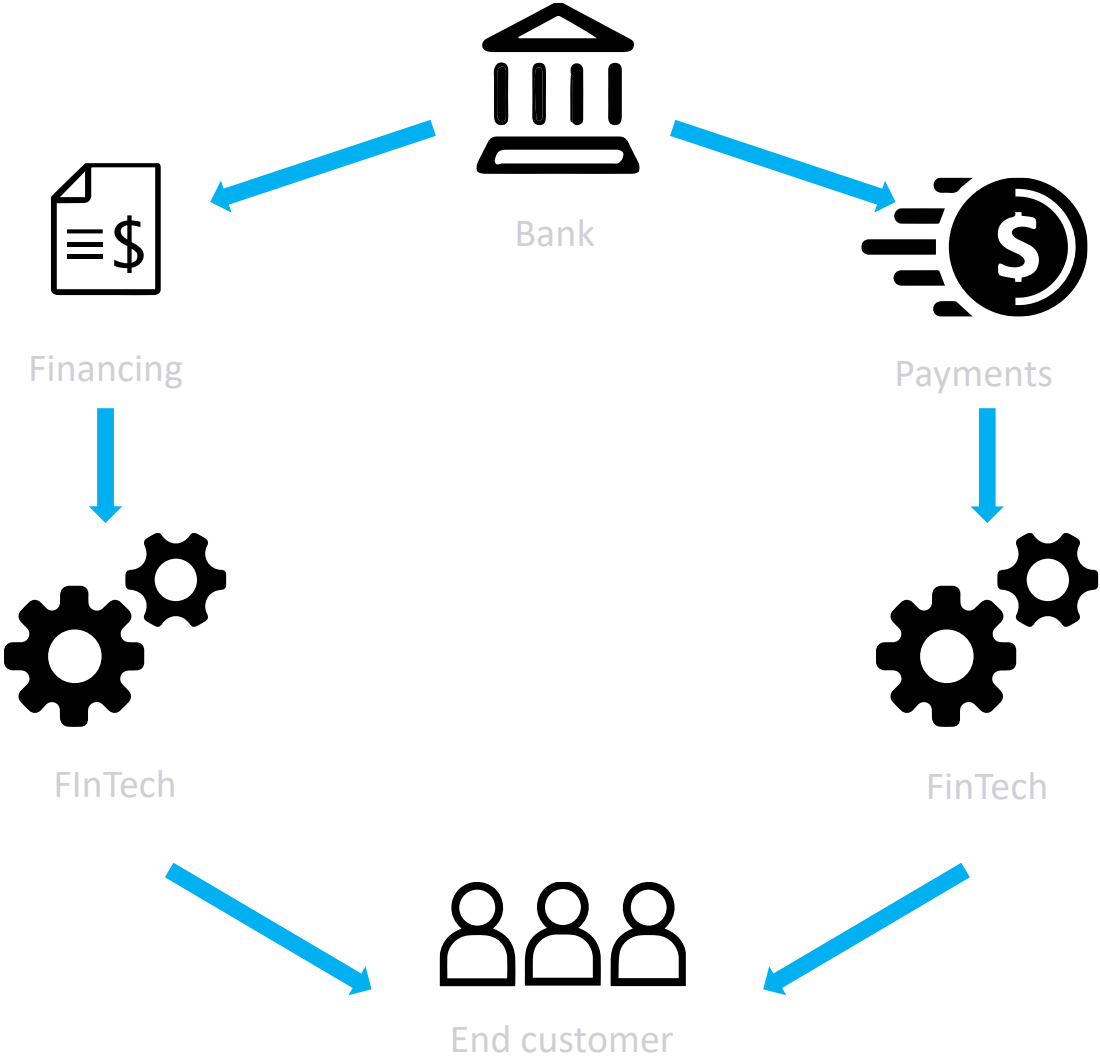 Bank
$
$
Financing
Payments
FInTech
FinTech
End customer